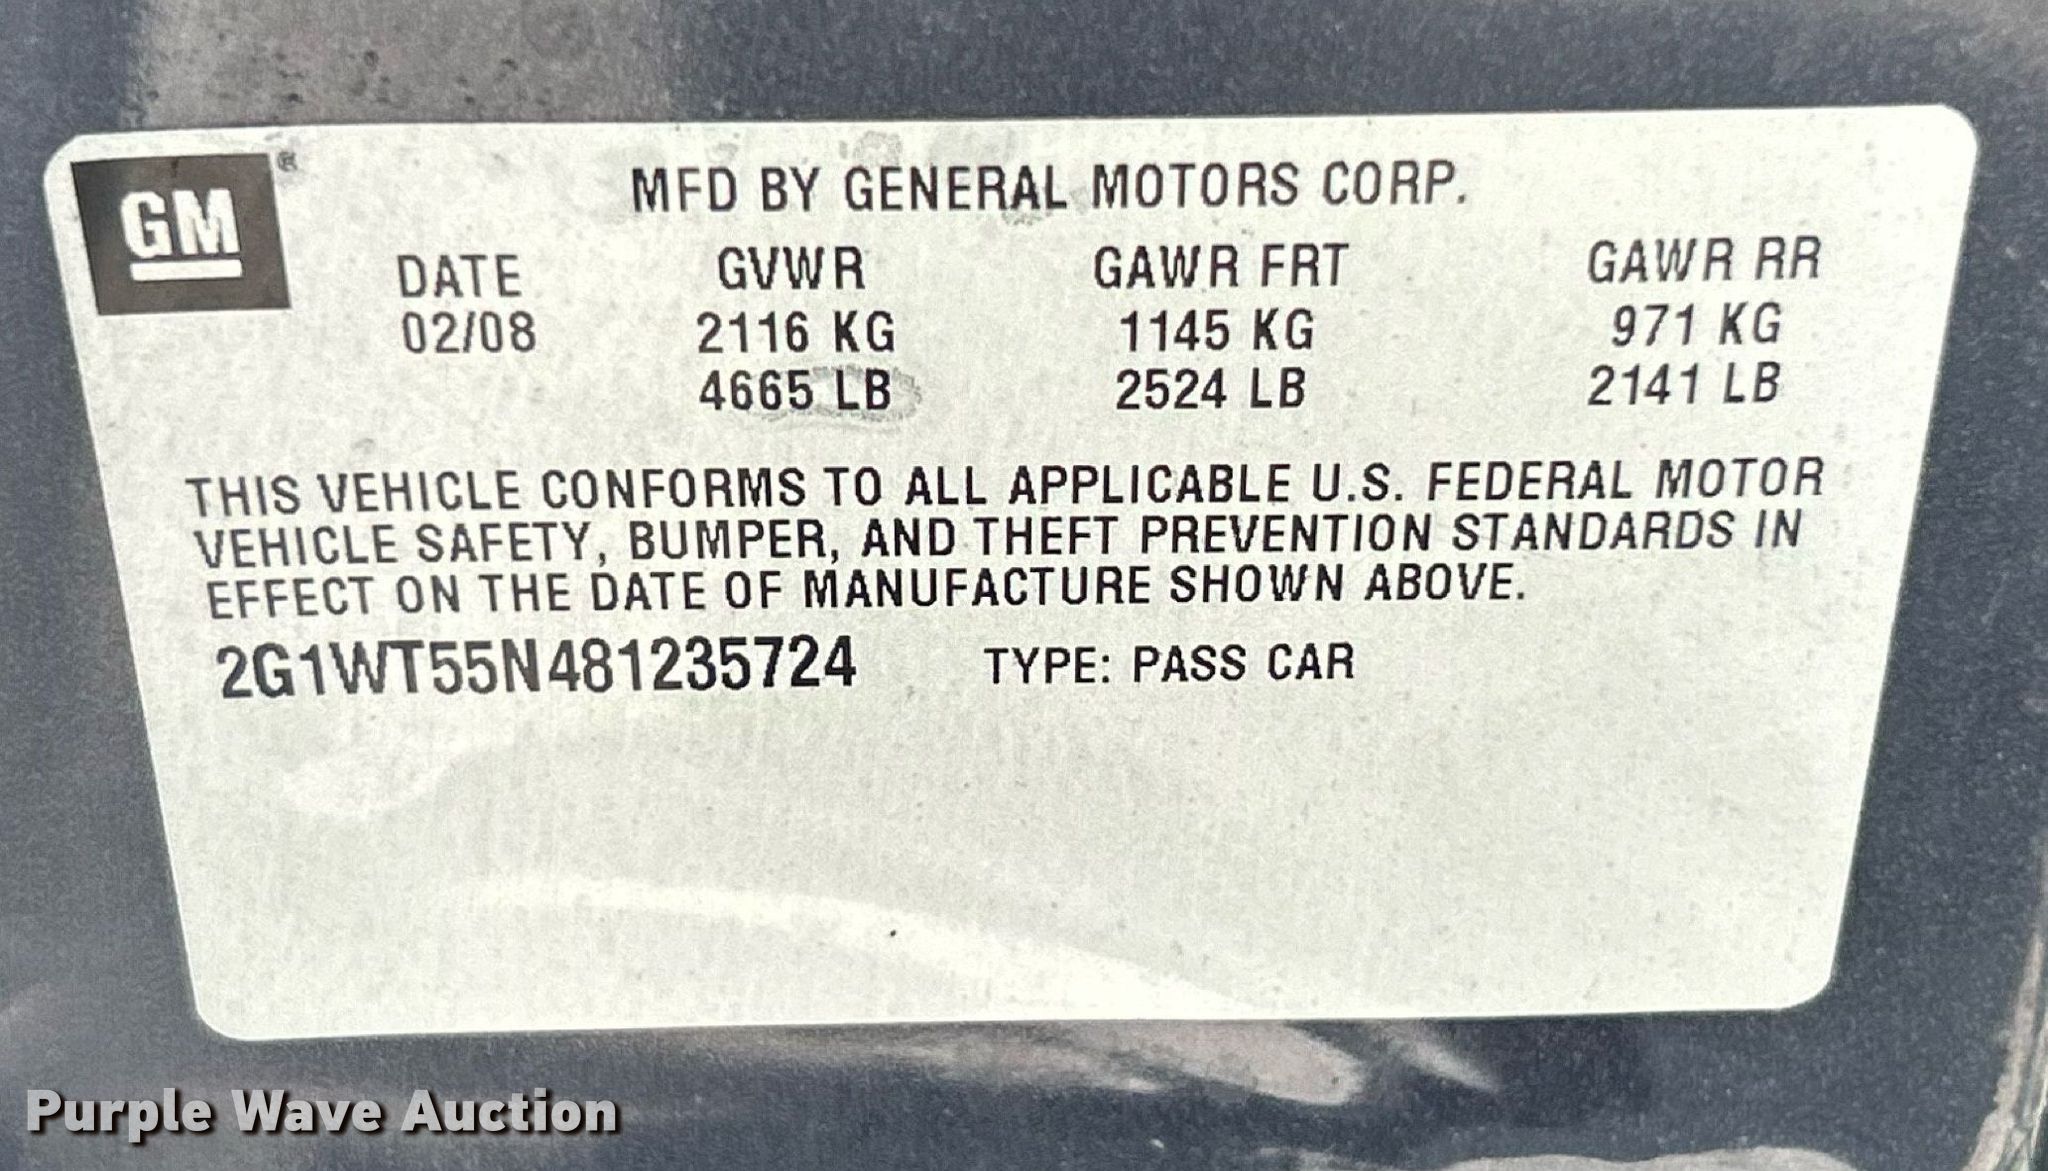 GM ®
MFD BY GENERAL MOTORS CORP.
DATE GVWR GAWR FRT GAWR RR
02/08 2116 KG 1145 KG 971 KG
4665 LB 2524 LB 2141 LB
THIS VEHICLE CONFORMS TO ALL APPLICABLE U.S. FEDERAL MOTOR
VEHICLE SAFETY, BUMPER, AND THEFT PREVENTION STANDARDS IN
EFFECT ON THE DATE OF MANUFACTURE SHOWN ABOVE.
2G1WT55N481235724 TYPE: PASS CAR
Purple Wave Auction